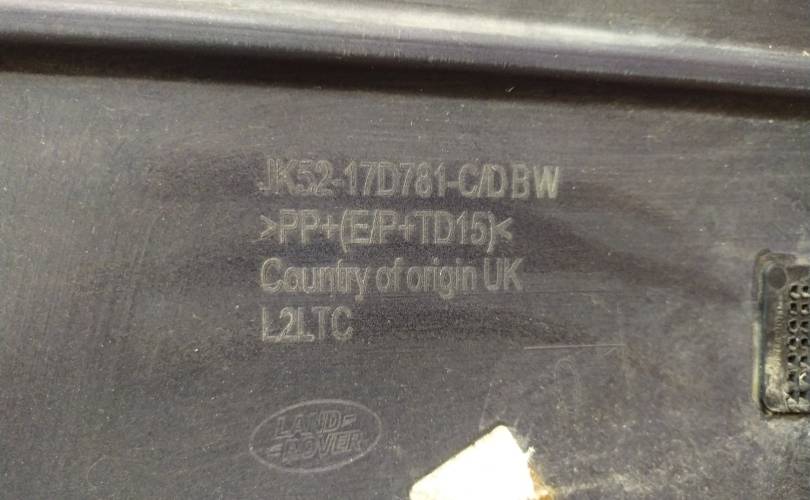 JK52-17D781-C/D BW
>PP+(E/P+TD15)<
Country of origin UK
L2LTC
LAND-
-ROVER